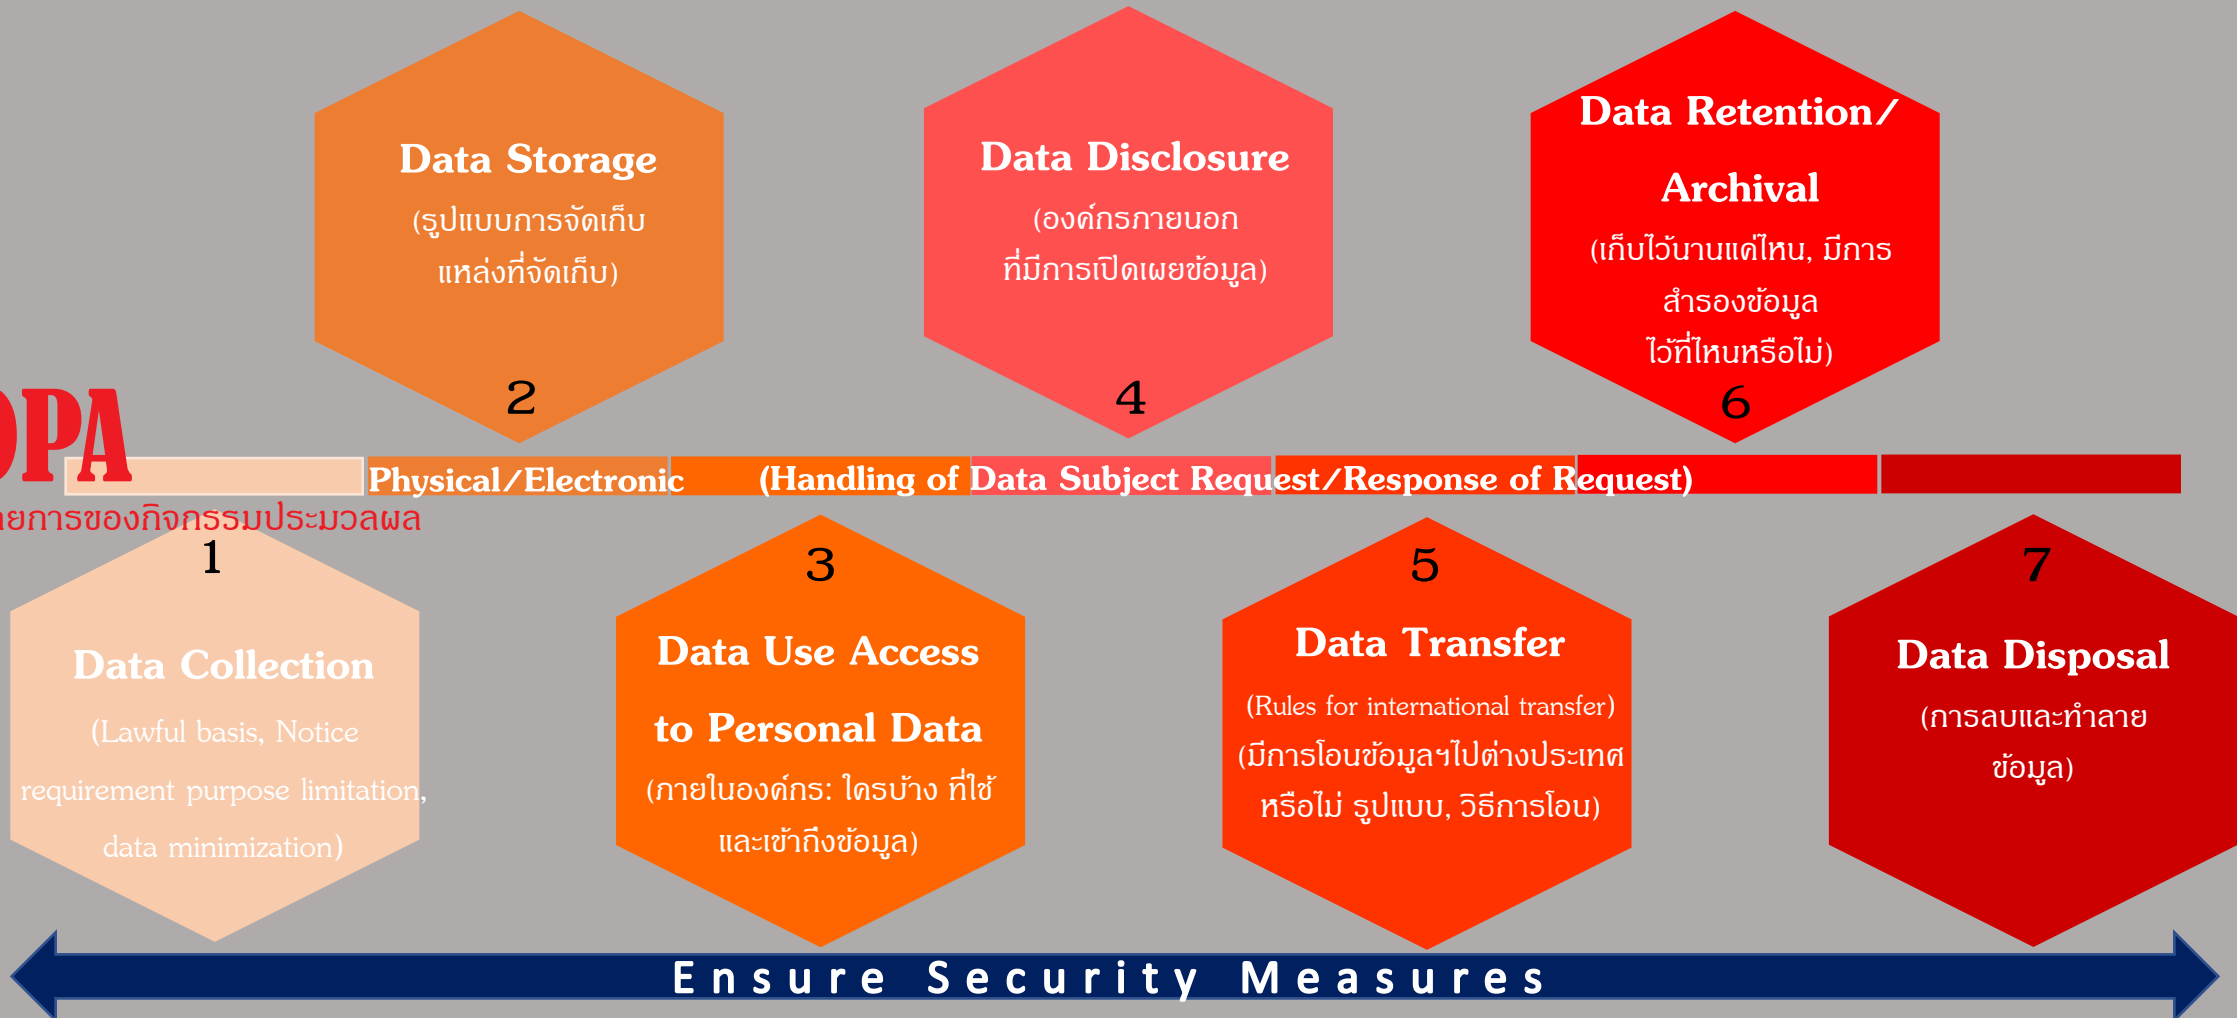 Data Storage
(รูปแบบการจัดเก็บ
แหล่งที่จัดเก็บ)
2
Data Disclosure
(องค์กรภายนอก
ที่มีการเปิดเผยข้อมูล)
4
Data Retention/
Archival
(เก็บไว้นานแค่ไหน, มีการ
สำรองข้อมูล
ไว้ที่ไหนหรือไม่)
6
PA
Physical/Electronic (Handling of Data Subject Request/Response of Request)
ยการของกิจกรรมประมวลผล
1
Data Collection
(Lawful basis, Notice
requirement purpose limitation,
data minimization)
3
Data Use Access
to Personal Data
(ภายในองค์กร: ใครบ้าง ที่ใช้
และเข้าถึงข้อมูล)
5
Data Transfer
(Rules for international transfer)
(มีการโอนข้อมูลฯไปต่างประเทศ
หรือไม่ รูปแบบ, วิธีการโอน)
7
Data Disposal
(การลบและทำลาย
ข้อมูล)
Ensure Security Measures